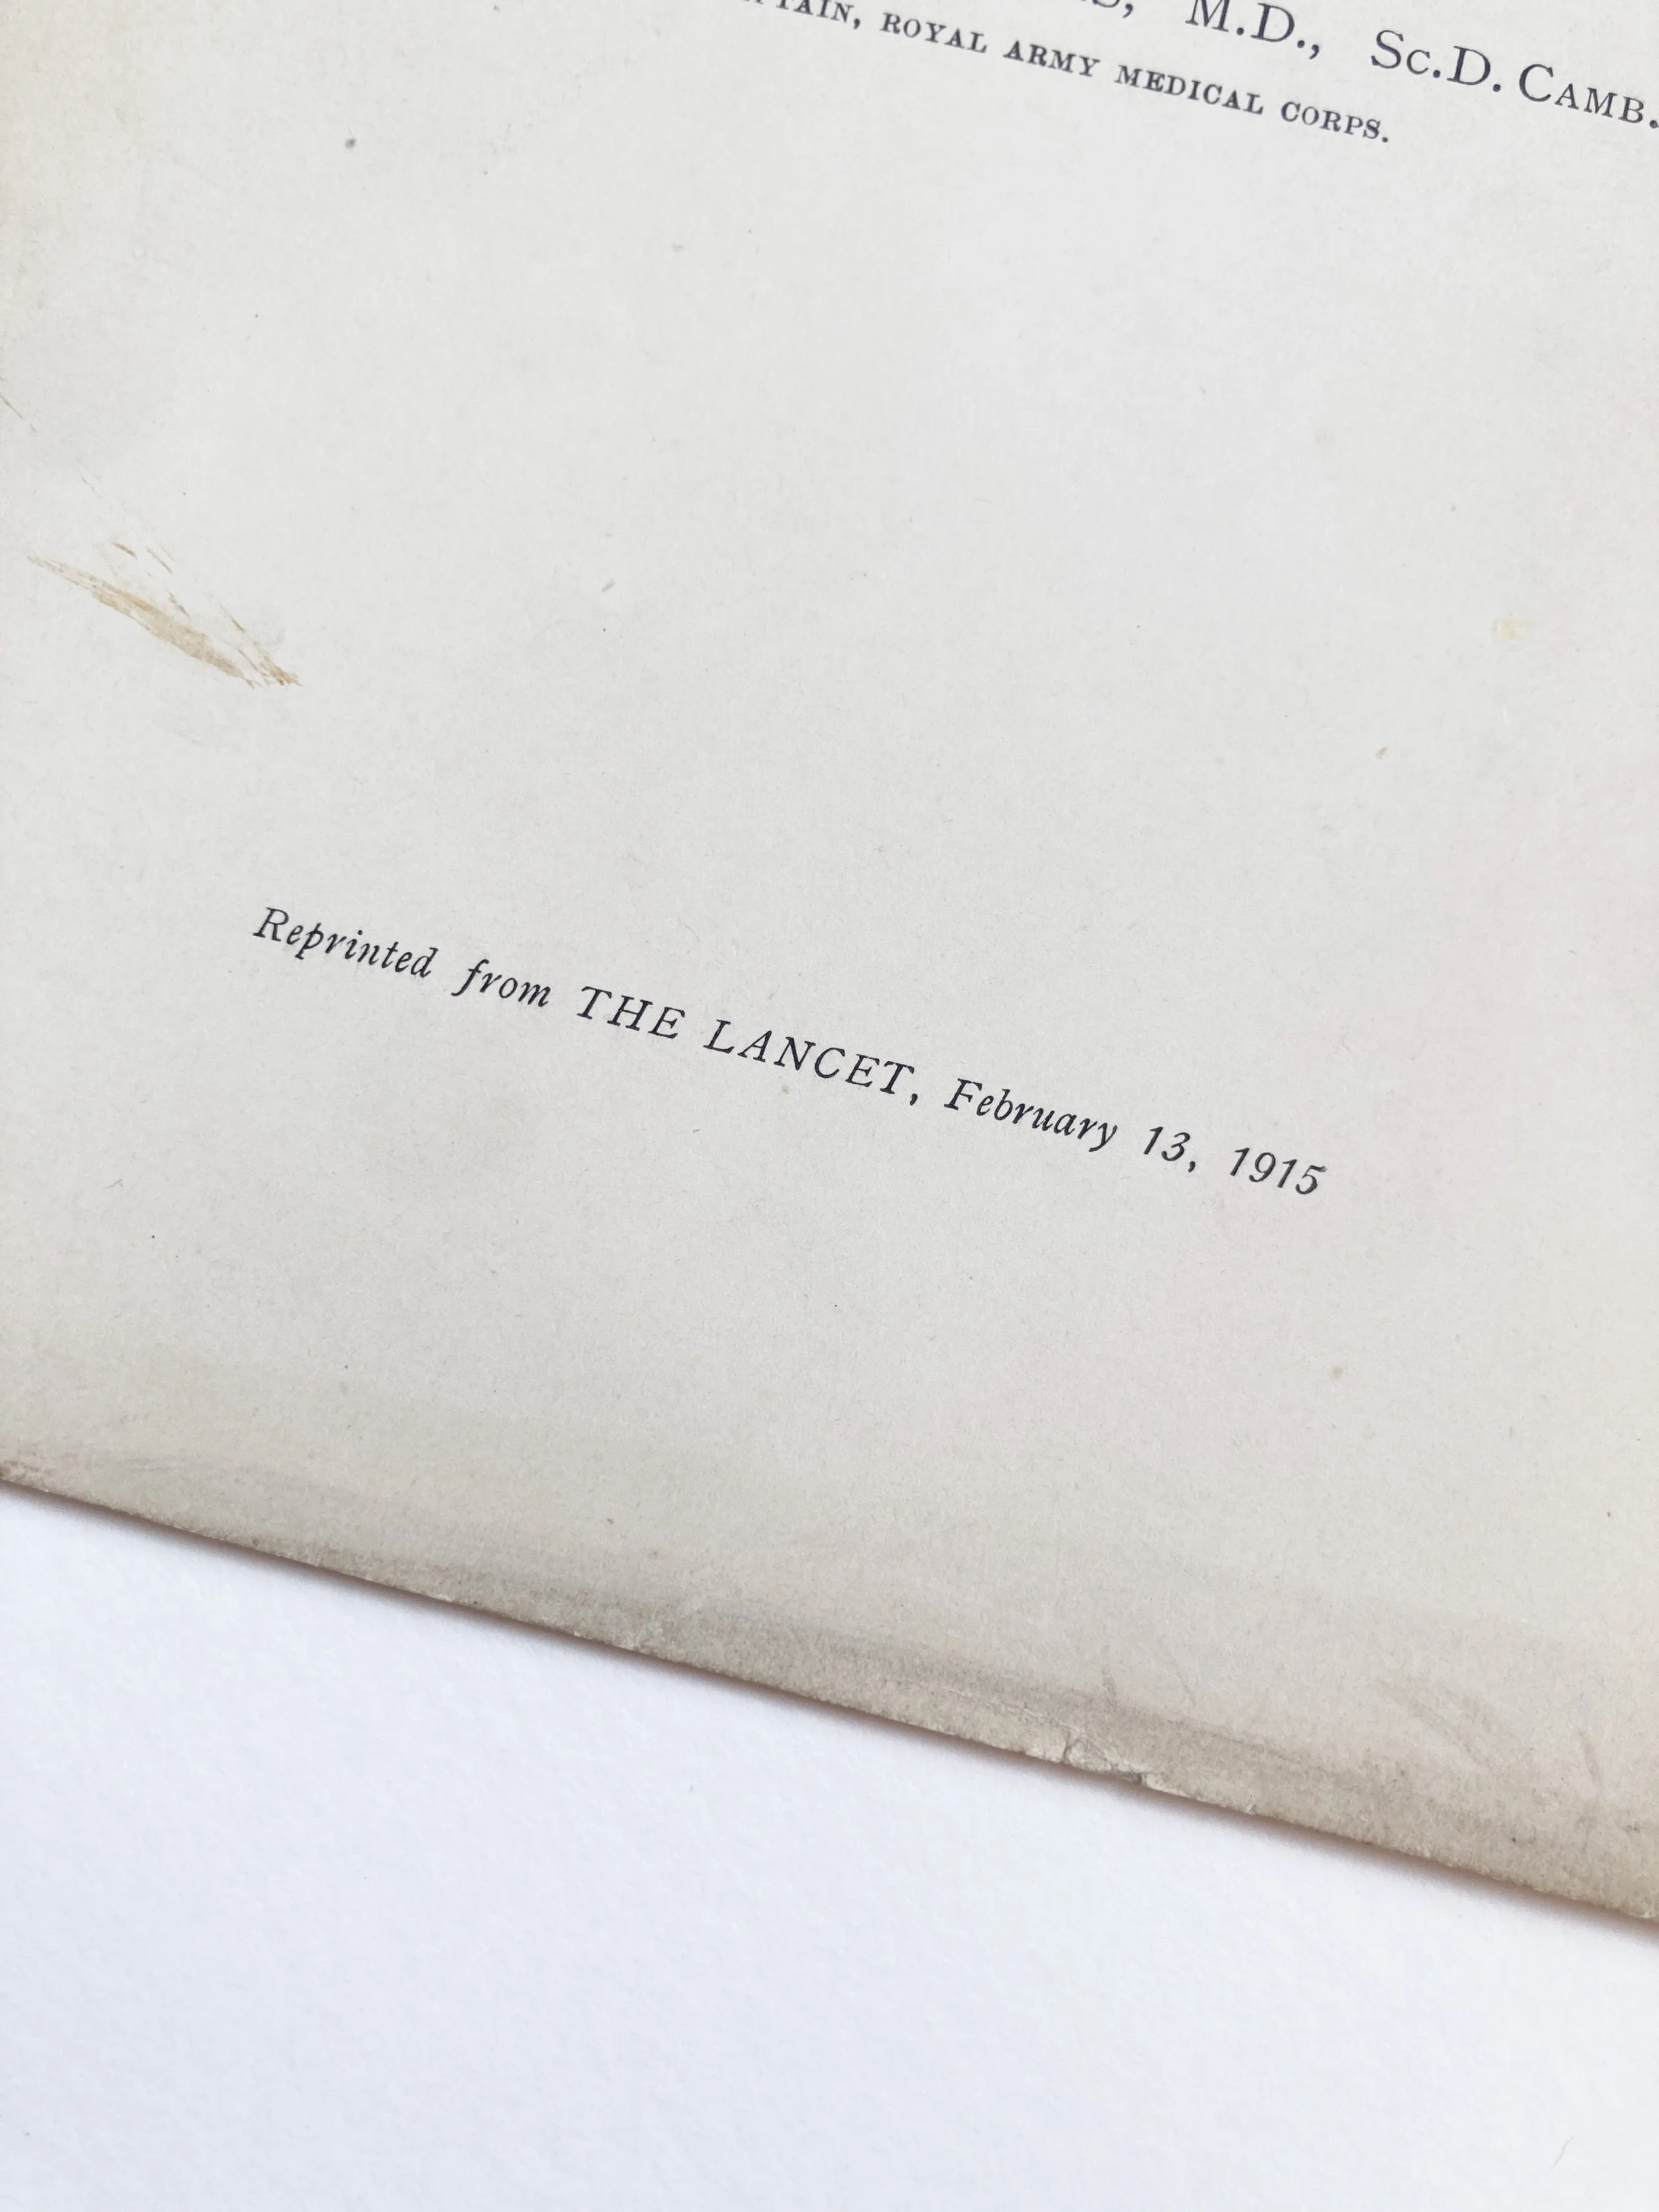 M.D., Sc.D. CAMB.
ROYAL ARMY MEDICAL CORPS.
Reprinted from THE LANCET, February 13, 1915